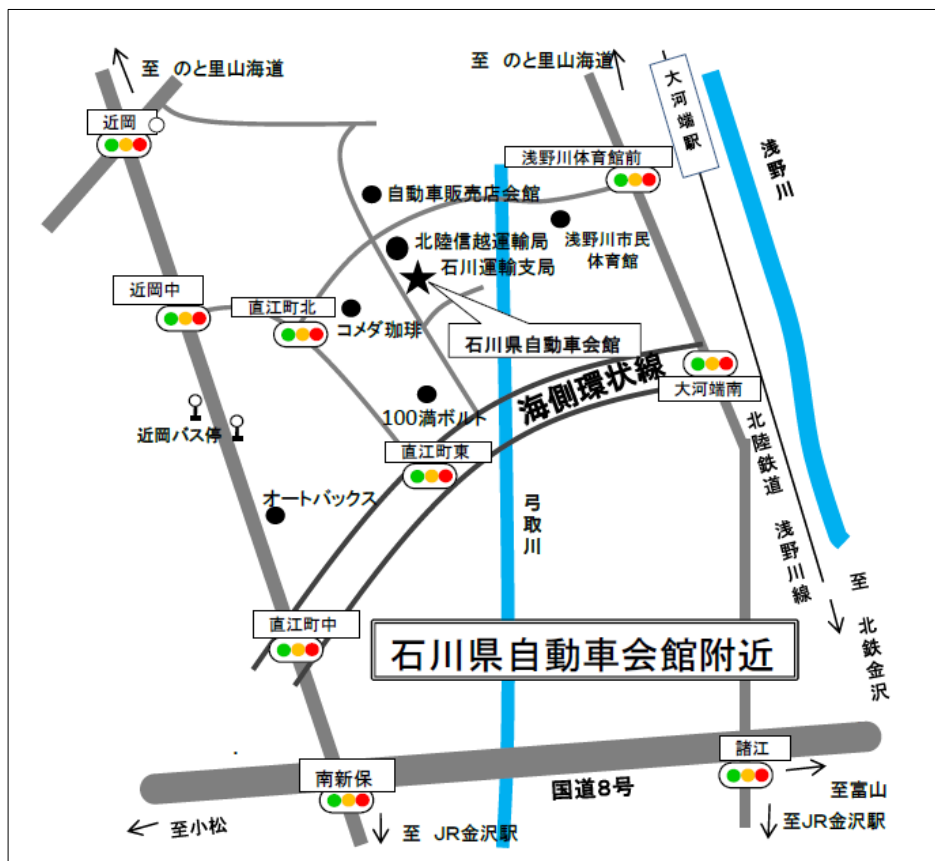 至 のと里山海道
至 のと里山海道
大河端駅
近岡
浅野川
浅野川体育館前
自動車販売店会館
北陸信越運輸局
石川運輸支局
浅野川市民
体育館
近岡中
直江町北
コメダ珈琲
石川県自動車会館
海側環状線
大河端南
100満ボルト
近岡バス停
直江町東
北陸鉄道 浅野川線
オートバックス
弓取川
至 北鉄金沢
直江町中
石川県自動車会館附近
諸江
南新保
国道8号
至富山
至小松
至 JR金沢駅
至JR金沢駅